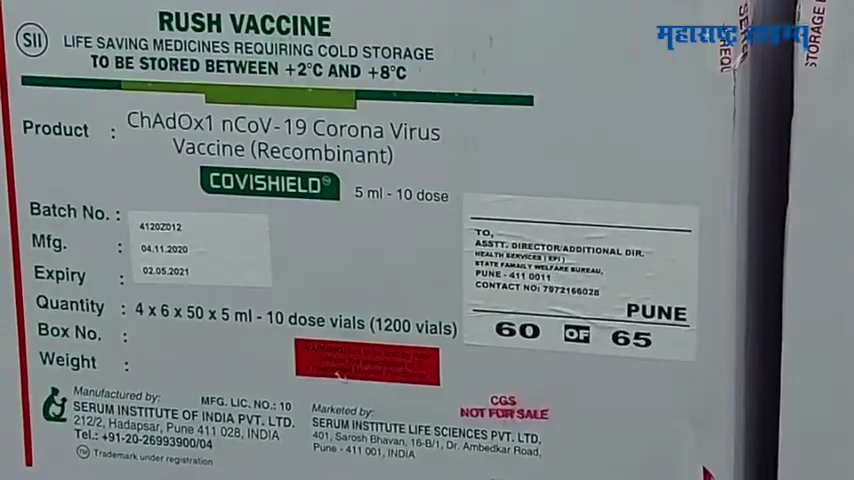 RUSH VACCINE
SII
LIFE SAVING MEDICINES REQUIRING COLD STORAGE
TO BE STORED BETWEEN +2°C AND +8°C
महाराष्ट्र टाइम्स
STORAGE
Product : ChAdOx1 nCoV-19 Corona Virus
Vaccine (Recombinant)
COVISHIELD™ 5 ml - 10 dose
Batch No. : 4120Z012
Mfg. : 04.11.2020
Expiry : 02.05.2021
Quantity : 4 x 6 x 50 x 5 ml - 10 dose vials (1200 vials)
Box No. :
Weight :
TO,
ASSTT. DIRECTOR/ADDITIONAL DIR.
HEALTH SERVICES ( EPI )
STATE FAMAILY WELFARE BUREAU,
PUNE - 411 0011
CONTACT NO: 7972166028
PUNE
60 OF 65
CGS
NOT FOR SALE
Manufactured by: MFG. LIC. NO.: 10
SERUM INSTITUTE OF INDIA PVT. LTD.
212/2, Hadapsar, Pune 411 028, INDIA
Tel.: +91-20-26993900/04
TM Trademark under registration
Marketed by:
SERUM INSTITUTE LIFE SCIENCES PVT. LTD.
401, Sarosh Bhavan, 16-B/1, Dr. Ambedkar Road,
Pune - 411 001, INDIA